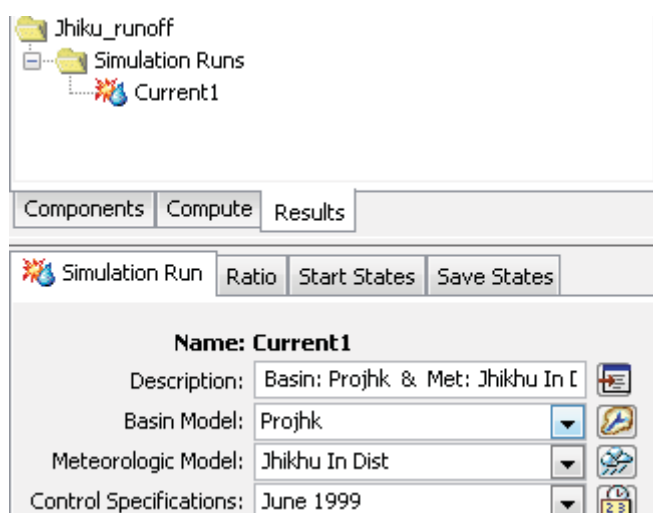 Jhiku_runoff
Simulation Runs
Current1
Components Compute Results
Simulation Run Ratio Start States Save States
Name: Current1
Description: Basin: Projhk & Met: Jhikhu In D
Basin Model: Projhk
Meteorologic Model: Jhikhu In Dist
Control Specifications: June 1999